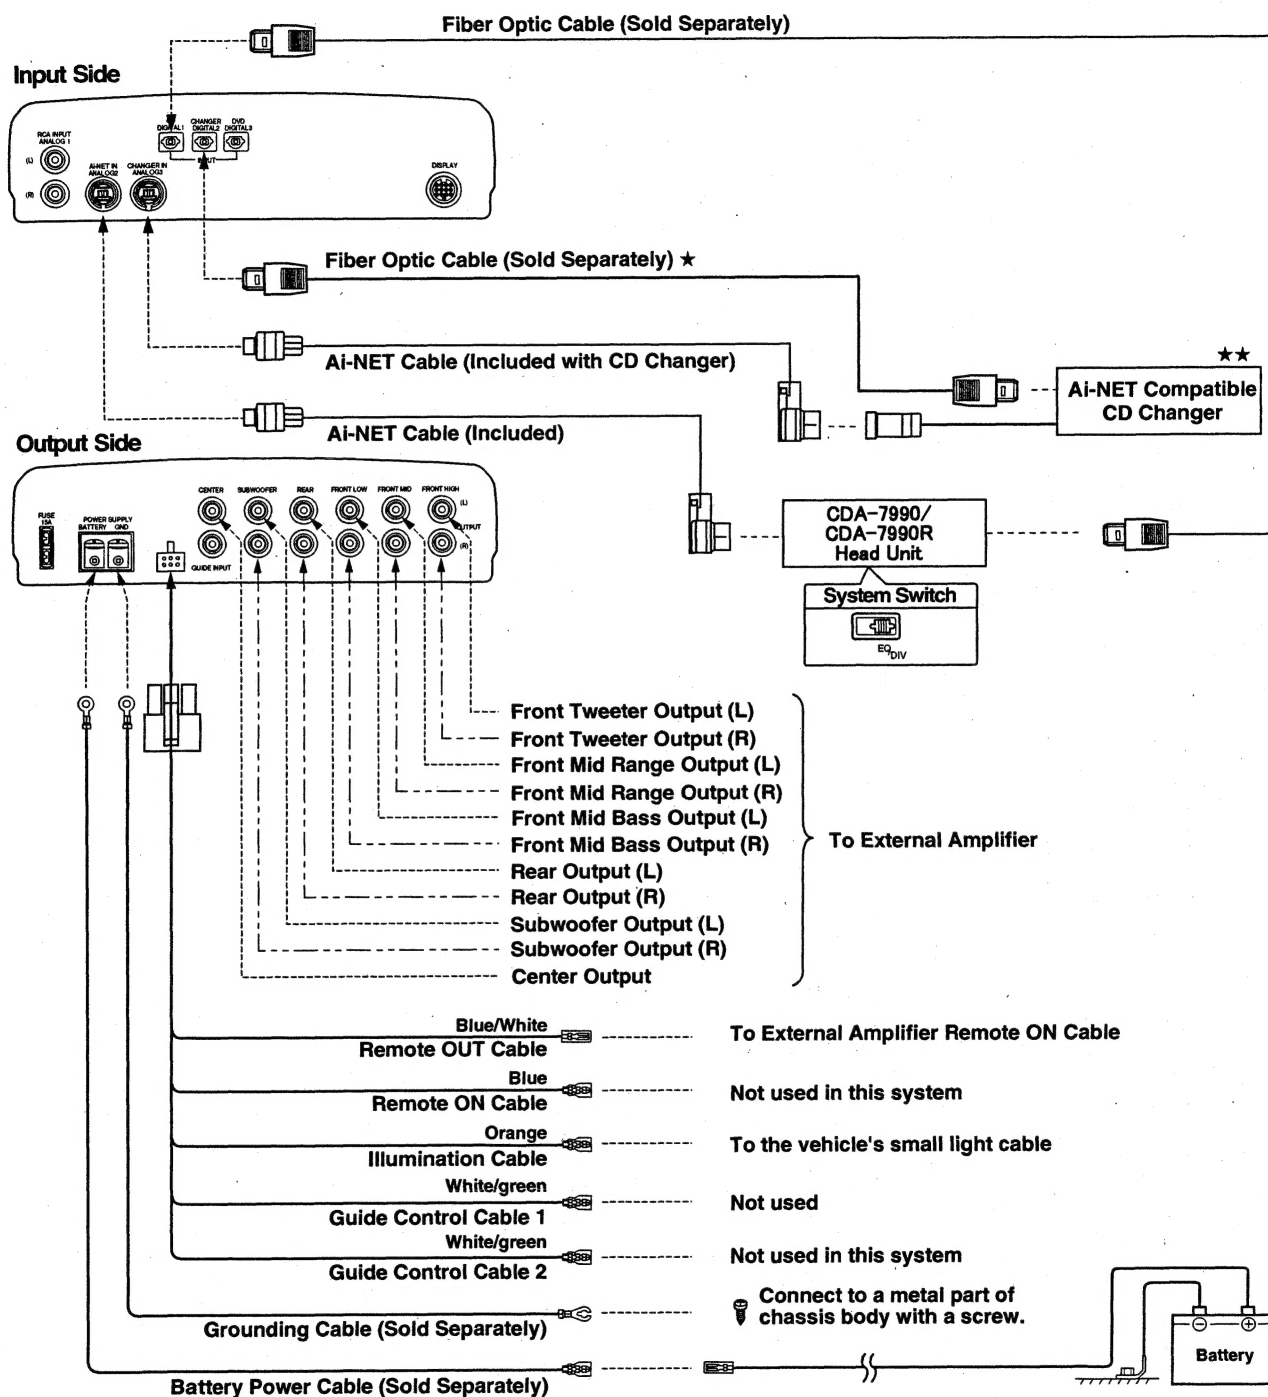 Fiber Optic Cable (Sold Separately)
Input Side
RCA INPUT
ANALOG 1
(L)
(R)
Ai-NET IN
ANALOG2
CHANGER IN
ANALOG3
DIGITAL1
CHANGER
DIGITAL2
DVD
DIGITAL3
INPUT
DISPLAY
Fiber Optic Cable (Sold Separately) ★
Ai-NET Cable (Included with CD Changer)
★★
Ai-NET Compatible
CD Changer
Ai-NET Cable (Included)
Output Side
FUSE
15A
POWER SUPPLY
BATTERY GND
CENTER
SUBWOOFER
REAR
FRONT LOW
FRONT MID
FRONT HIGH
(L)
OUTPUT
(R)
GUIDE INPUT
CDA-7990/
CDA-7990R
Head Unit
System Switch
EQ/DIV
Front Tweeter Output (L)
Front Tweeter Output (R)
Front Mid Range Output (L)
Front Mid Range Output (R)
Front Mid Bass Output (L)
Front Mid Bass Output (R)
Rear Output (L)
Rear Output (R)
Subwoofer Output (L)
Subwoofer Output (R)
Center Output
To External Amplifier
Blue/White
Remote OUT Cable
To External Amplifier Remote ON Cable
Blue
Remote ON Cable
Not used in this system
Orange
Illumination Cable
To the vehicle's small light cable
White/green
Guide Control Cable 1
Not used
White/green
Guide Control Cable 2
Not used in this system
Grounding Cable (Sold Separately)
Connect to a metal part of
chassis body with a screw.
Battery Power Cable (Sold Separately)
Battery